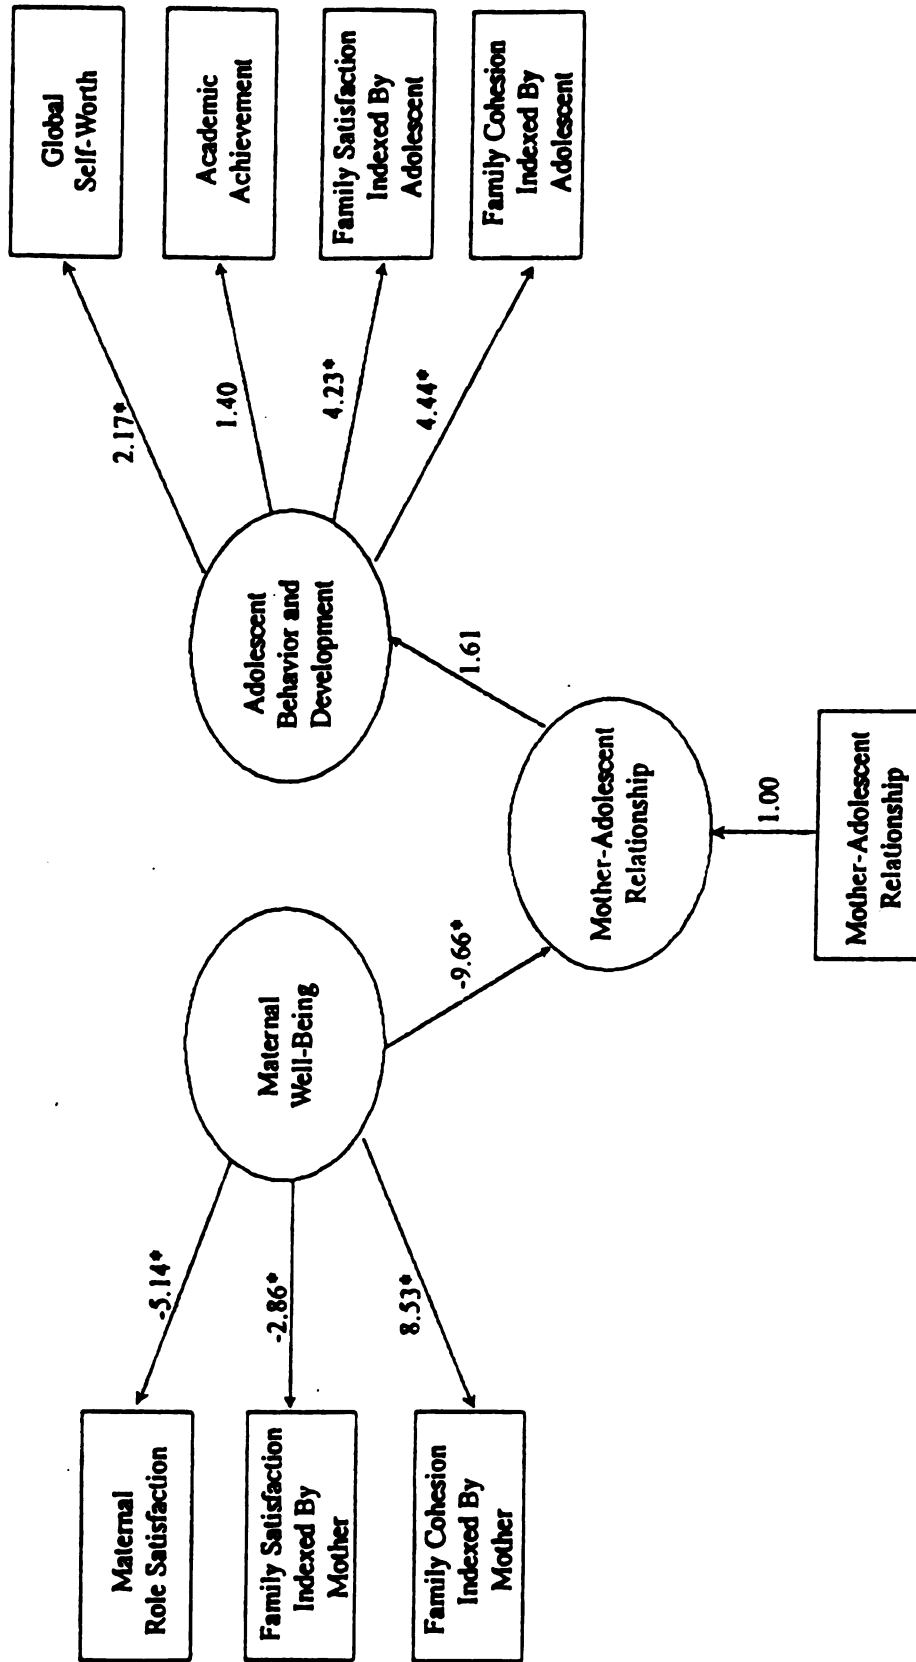 Maternal
Role Satisfaction
Family Satisfaction
Indexed By
Mother
Family Cohesion
Indexed By
Mother
-5.14*
-2.86*
8.53*
Maternal
Well-Being
-9.66*
Mother-Adolescent
Relationship
1.00
Mother-Adolescent
Relationship
1.61
Adolescent
Behavior and
Development
2.17*
1.40
4.23*
4.44*
Global
Self-Worth
Academic
Achievement
Family Satisfaction
Indexed By
Adolescent
Family Cohesion
Indexed By
Adolescent